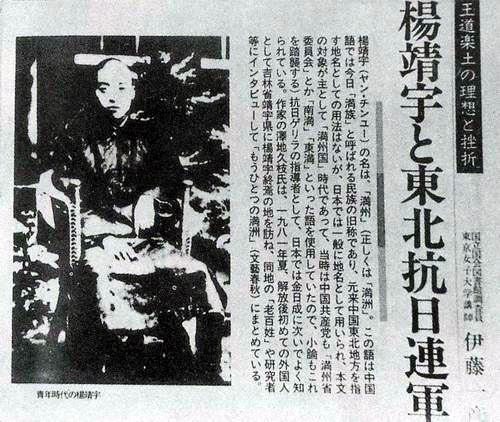 王道楽土の理想と挫折
楊靖宇と東北抗日連軍
国立国会図書館調査員
東京女子大学講師
伊藤一
楊靖宇(ヤン・チンユー)の名は、「満州」(正しくは「満洲」。この語は中国
語では今日「満族」と呼ばれる民族の旧称であり、元来中国東北地方を指
す地名としての用法はないが、日本では一般に地名として用いられ、本文
の対象が主として「満州国」時代であって、当時は中国共産党も「満州省
委員会」とか「南満」「東満」といった語を使用していたので、小論もこれ
を踏襲する)抗日ゲリラの指導者として、日本では金日成に次いでよく知
られている。作家の澤地久枝氏は、一九八一年夏、解放後初めての外国人
として吉林省靖宇県に楊靖宇終焉の地を訪ね、同地の「老百姓」や研究者
等にインタビューして『もうひとつの満洲』(文藝春秋)にまとめている。
青年時代の楊靖宇